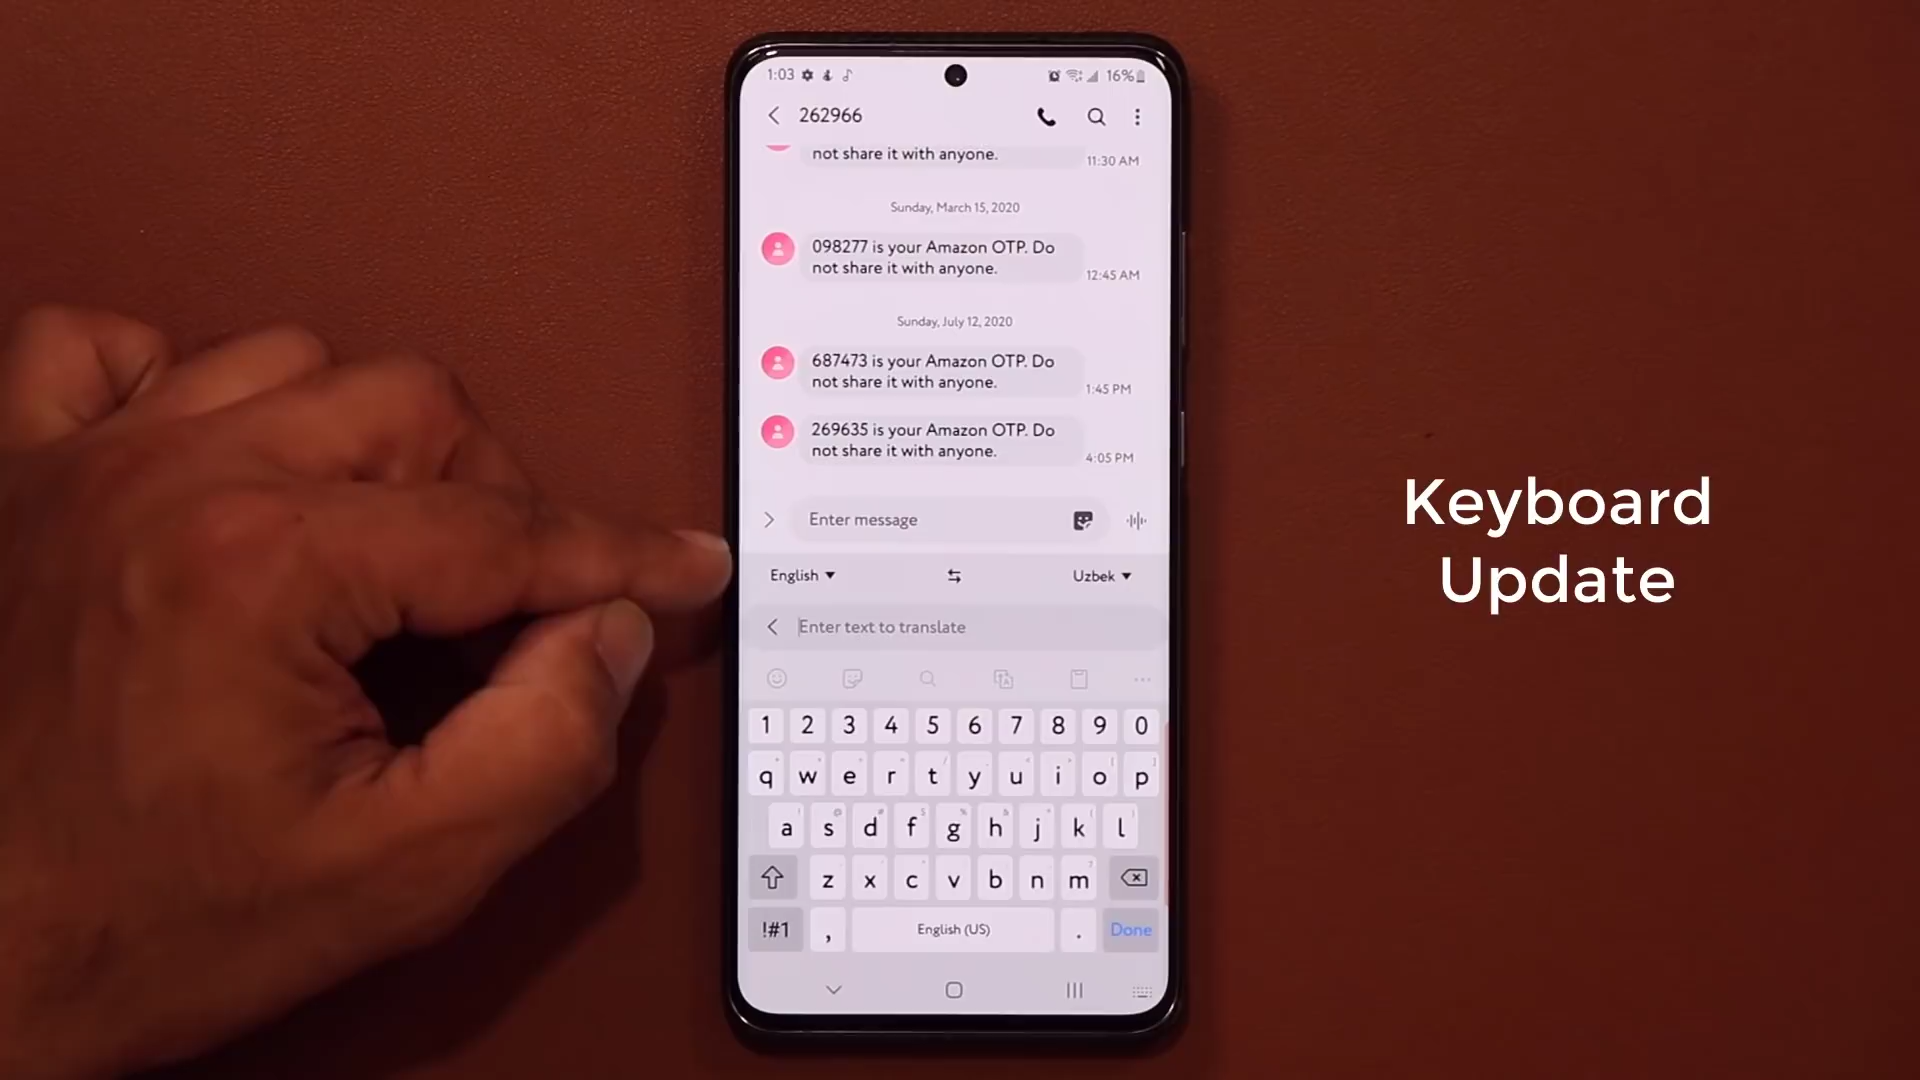 1:03 16%
262966
not share it with anyone.
11:30 AM
Sunday, March 15, 2020
098277 is your Amazon OTP. Do
not share it with anyone.
12:45 AM
Sunday, July 12, 2020
687473 is your Amazon OTP. Do
not share it with anyone.
1:45 PM
269635 is your Amazon OTP. Do
not share it with anyone.
4:05 PM
Enter message
English Uzbek
Enter text to translate
1 2 3 4 5 6 7 8 9 0
q w e r t y u i o p
a s d f g h j k l
z x c v b n m
!#1 , English (US) . Done
Keyboard
Update